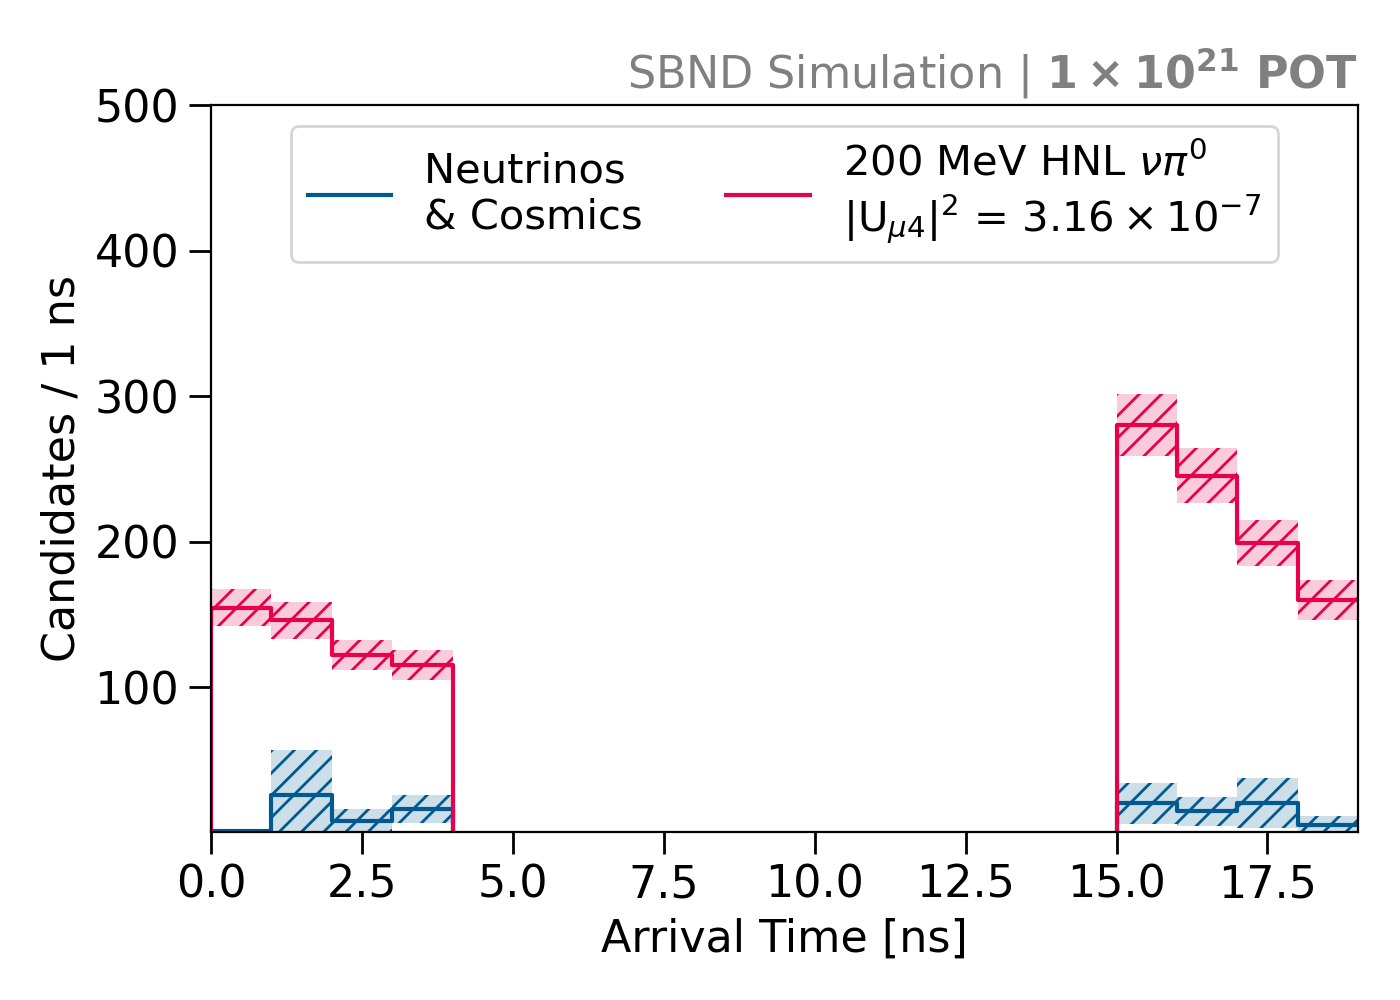 SBND Simulation | 1 × 10²¹ POT
Neutrinos
& Cosmics
200 MeV HNL νπ⁰
|U_μ4|² = 3.16 × 10⁻⁷
500
400
300
200
100
Candidates / 1 ns
0.0 2.5 5.0 7.5 10.0 12.5 15.0 17.5
Arrival Time [ns]